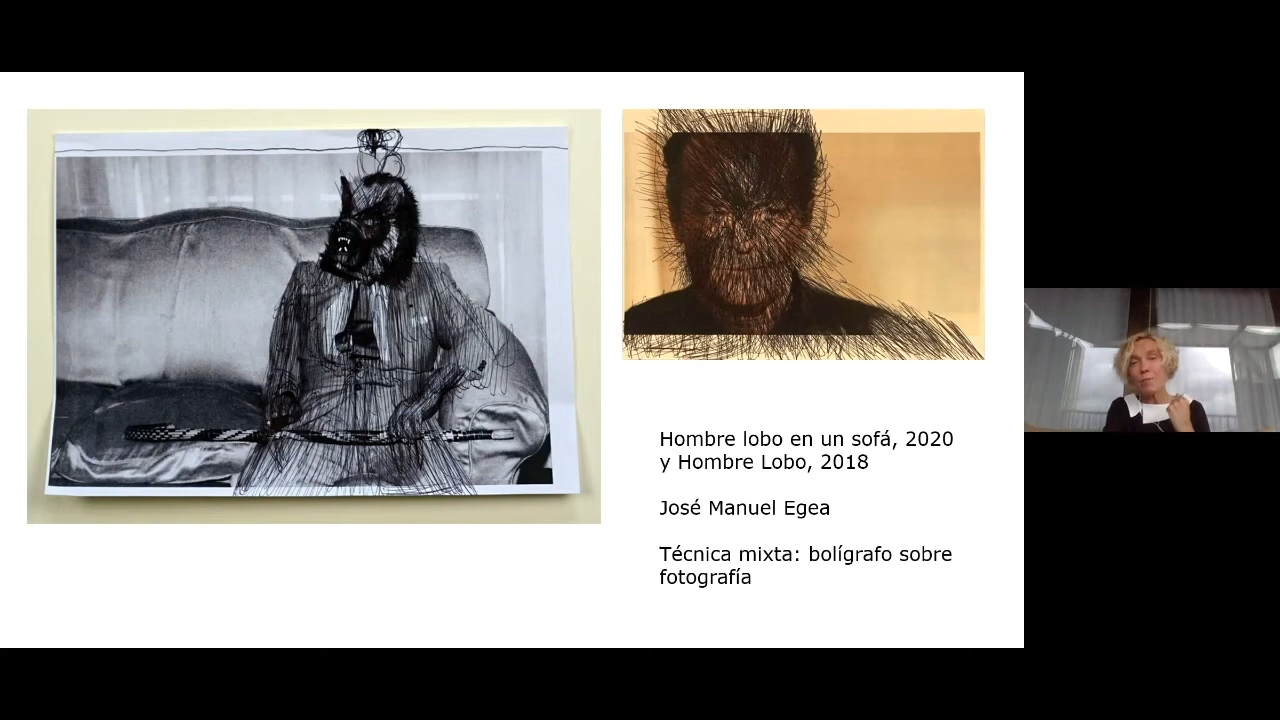 Hombre lobo en un sofá, 2020
y Hombre Lobo, 2018
José Manuel Egea
Técnica mixta: bolígrafo sobre
fotografía